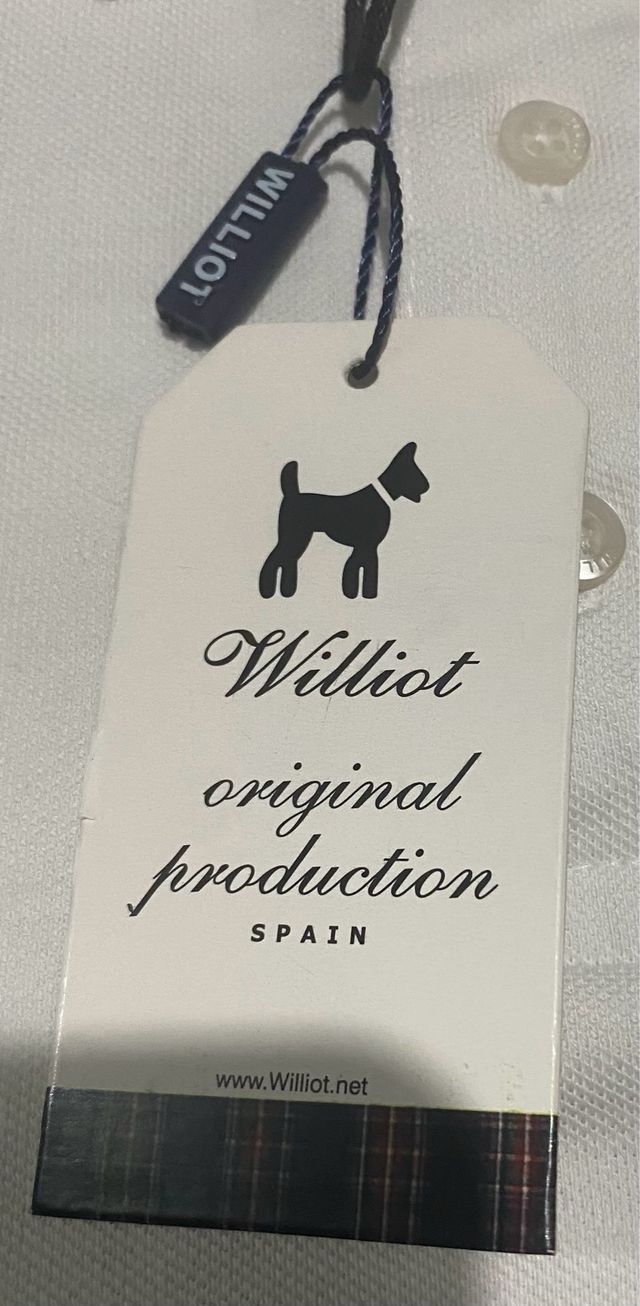 WILLIOT
Williot
original
production
SPAIN
www.Williot.net